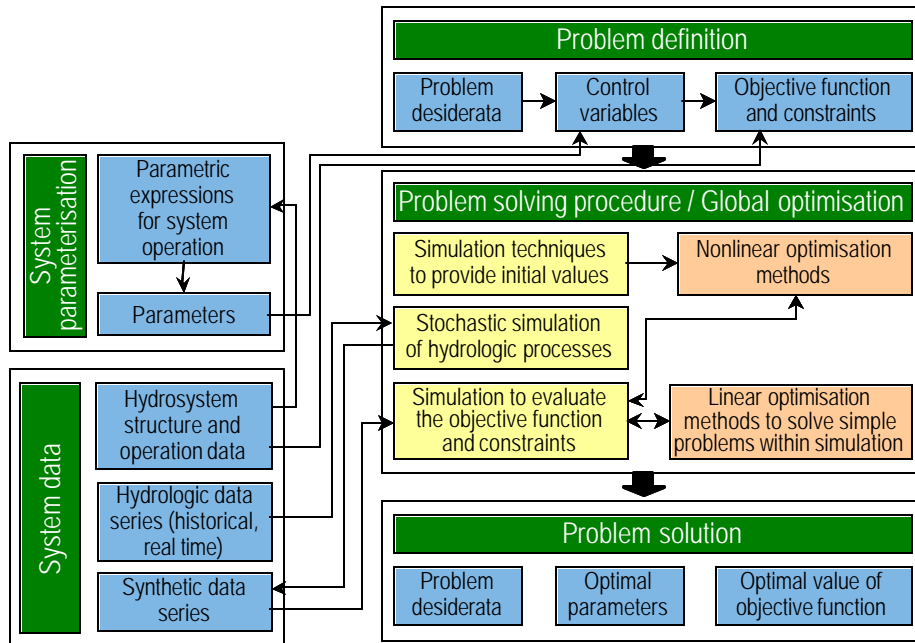 Problem definition
Problem
desiderata
Control
variables
Objective function
and constraints
System
parameterisation
Parametric
expressions
for system
operation
Parameters
Problem solving procedure / Global optimisation
Simulation techniques
to provide initial values
Nonlinear optimisation
methods
Stochastic simulation
of hydrologic processes
Simulation to evaluate
the objective function
and constraints
Linear optimisation
methods to solve simple
problems within simulation
System data
Hydrosystem
structure and
operation data
Hydrologic data
series (historical,
real time)
Synthetic data
series
Problem solution
Problem
desiderata
Optimal
parameters
Optimal value of
objective function